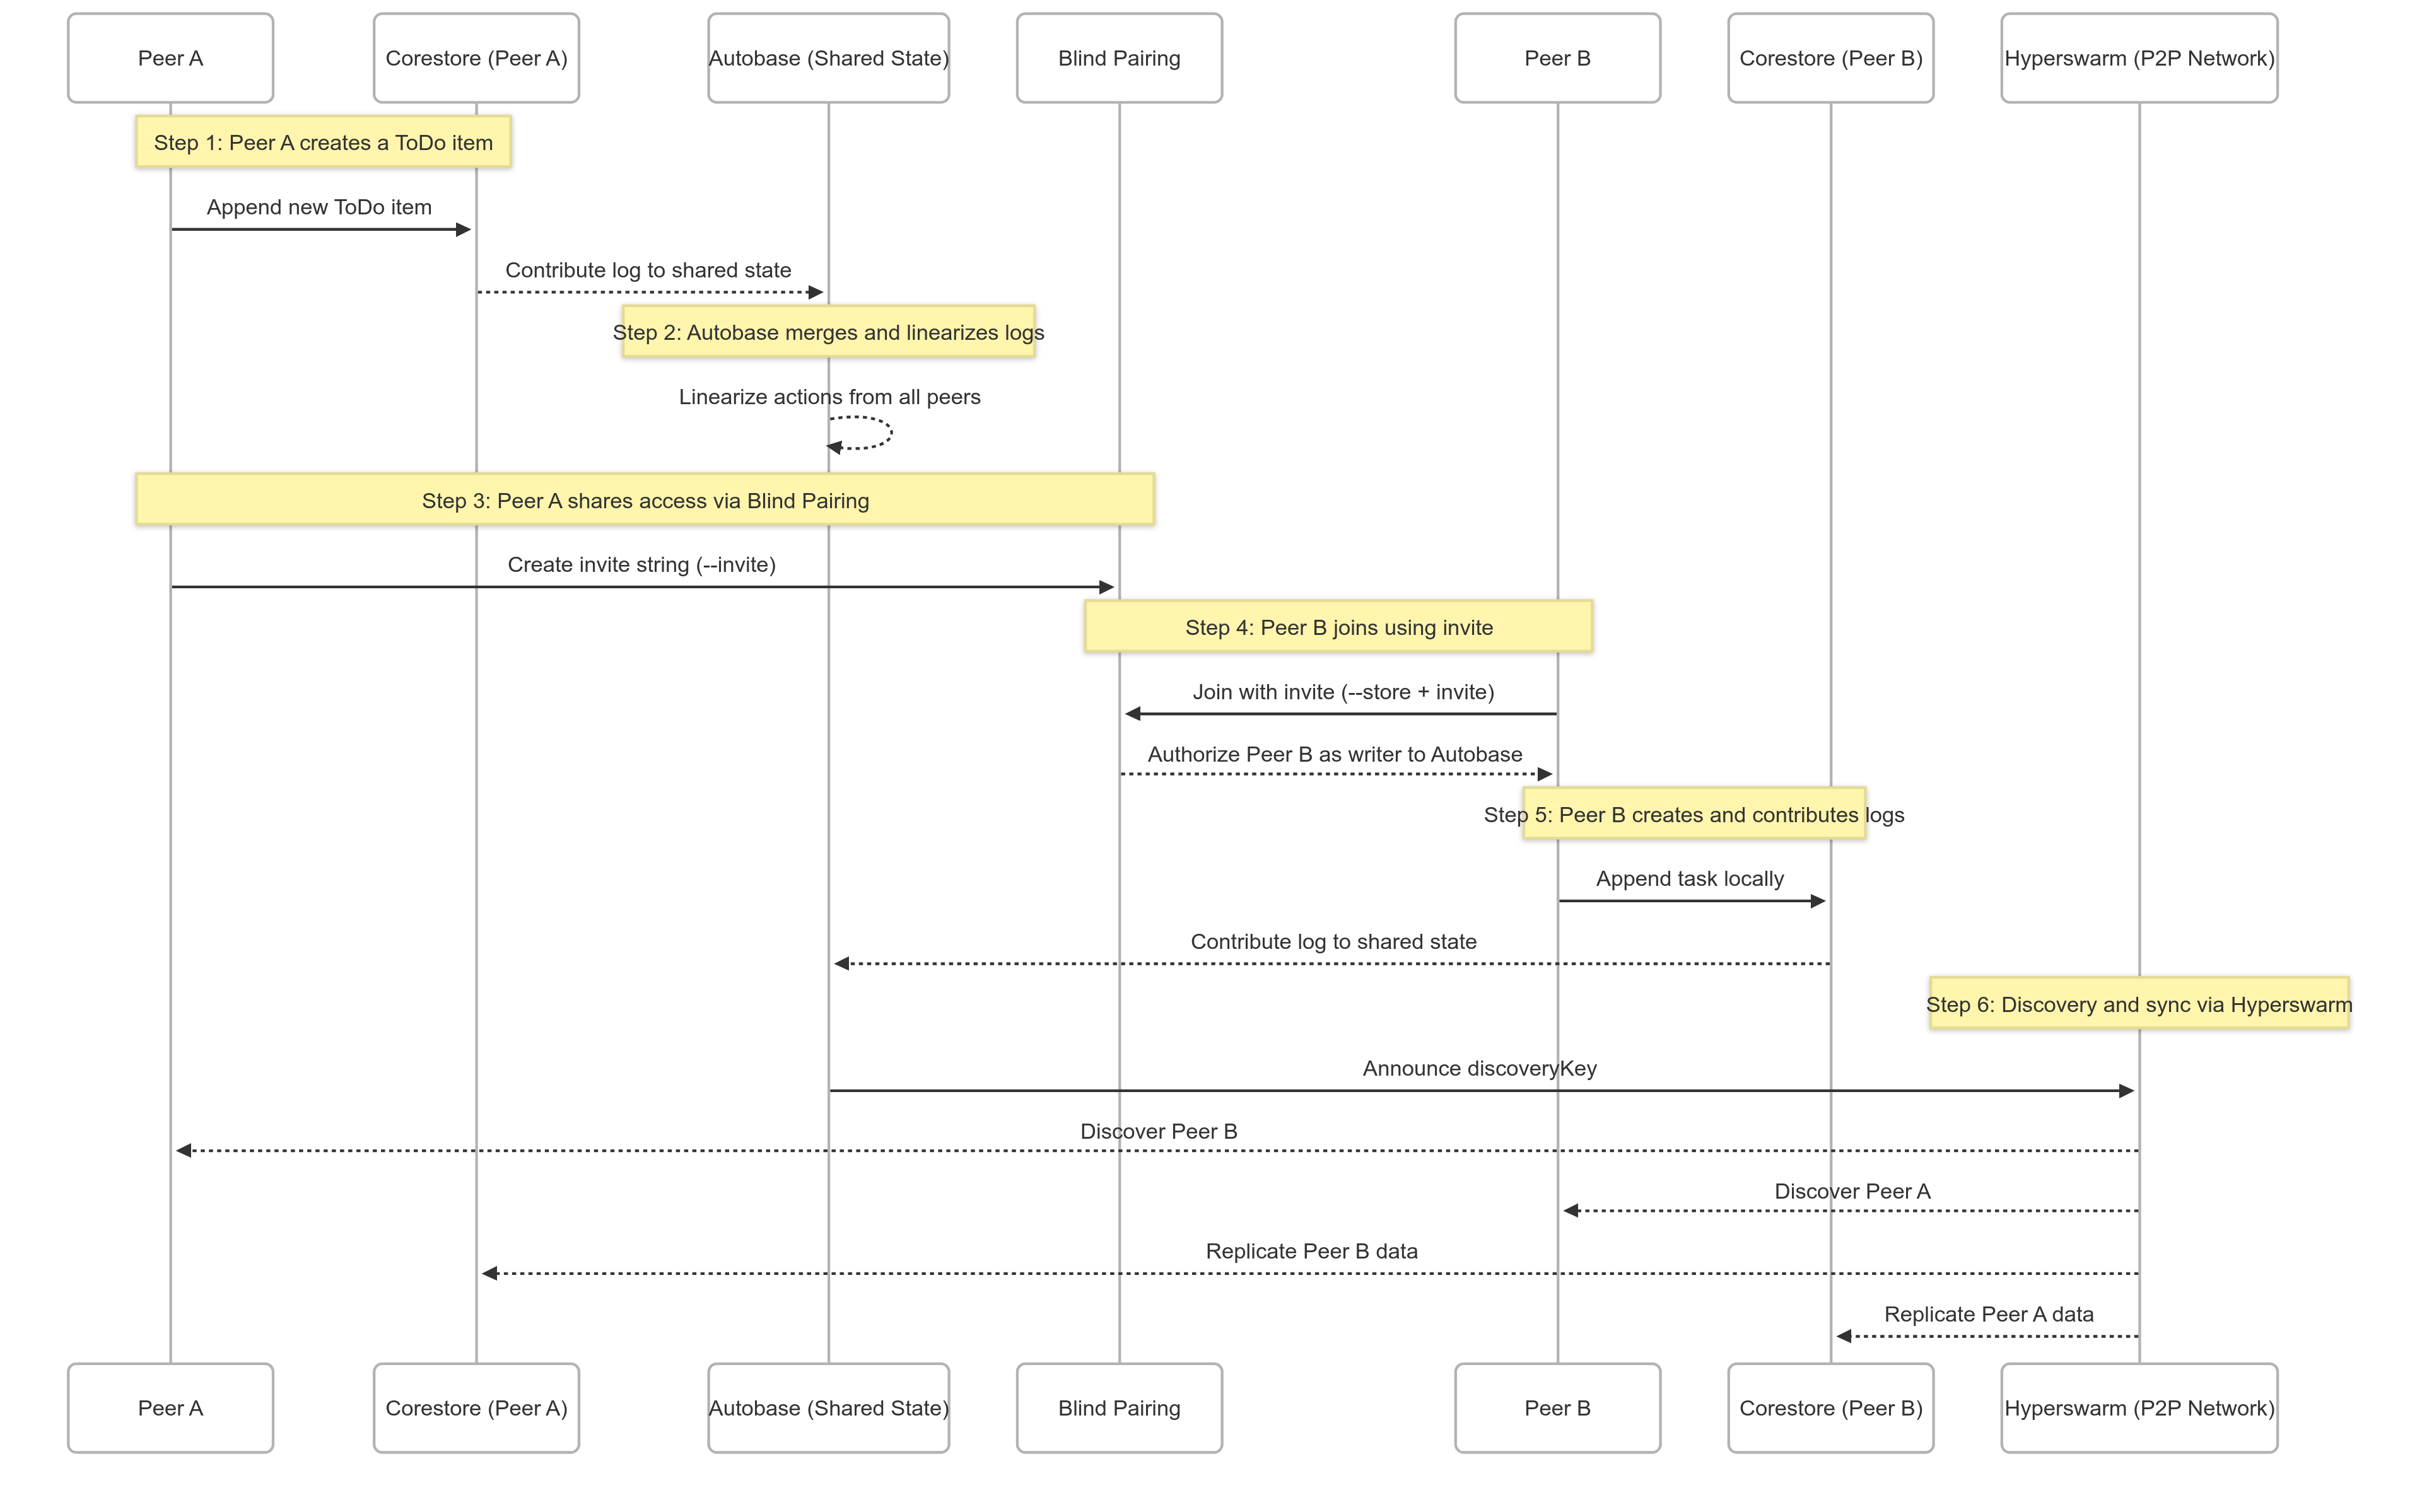 Peer A
Corestore (Peer A)
Autobase (Shared State)
Blind Pairing
Peer B
Corestore (Peer B)
Hyperswarm (P2P Network)
Step 1: Peer A creates a ToDo item
Append new ToDo item
Contribute log to shared state
Step 2: Autobase merges and linearizes logs
Linearize actions from all peers
Step 3: Peer A shares access via Blind Pairing
Create invite string (--invite)
Step 4: Peer B joins using invite
Join with invite (--store + invite)
Authorize Peer B as writer to Autobase
Step 5: Peer B creates and contributes logs
Append task locally
Contribute log to shared state
Step 6: Discovery and sync via Hyperswarm
Announce discoveryKey
Discover Peer B
Discover Peer A
Replicate Peer B data
Replicate Peer A data
Peer A
Corestore (Peer A)
Autobase (Shared State)
Blind Pairing
Peer B
Corestore (Peer B)
Hyperswarm (P2P Network)